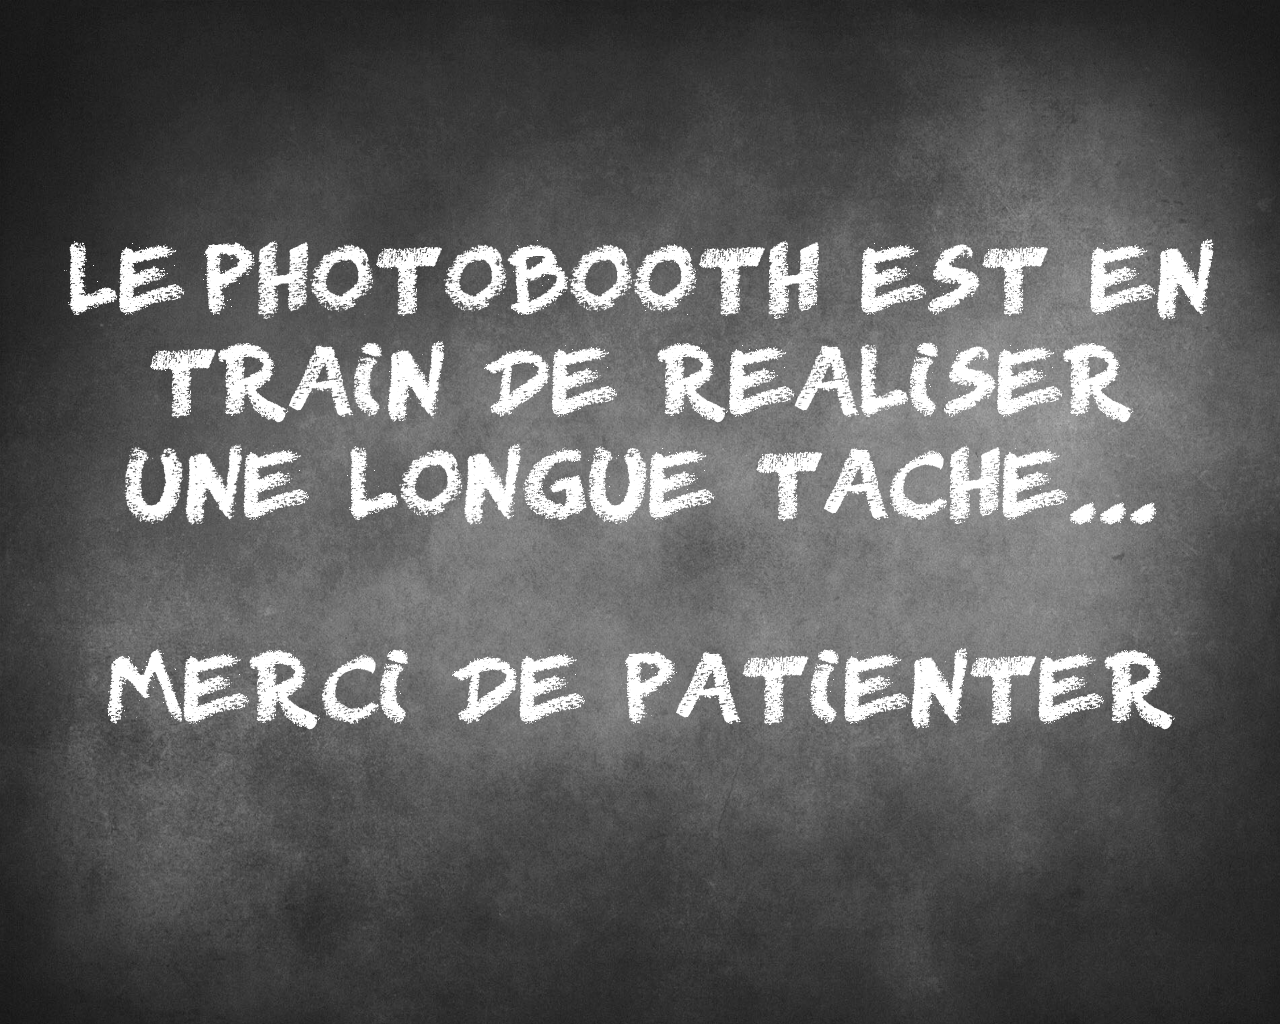 LE PHOTOBOOTH EST EN
TRAiN DE REALiSER
UNE LONGUE TACHE...
MERCi DE PATiENTER